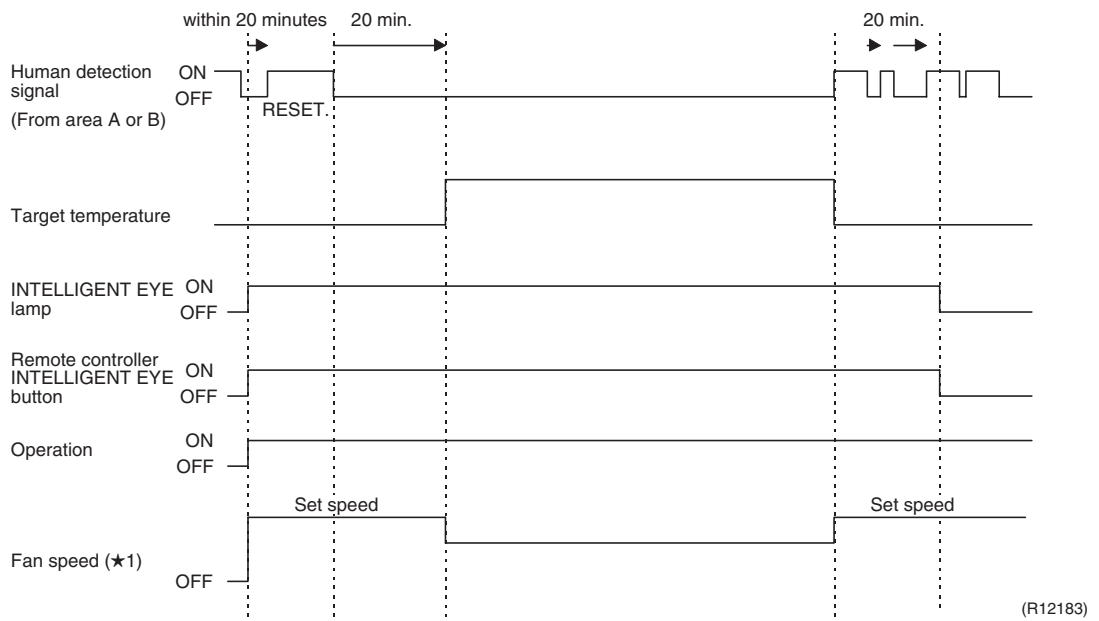 within 20 minutes 20 min. 20 min.
Human detection
signal
(From area A or B)
ON
OFF
RESET.
Target temperature
INTELLIGENT EYE
lamp
ON
OFF
Remote controller
INTELLIGENT EYE
button
ON
OFF
Operation
ON
OFF
Set speed Set speed
Fan speed (★1)
OFF
(R12183)